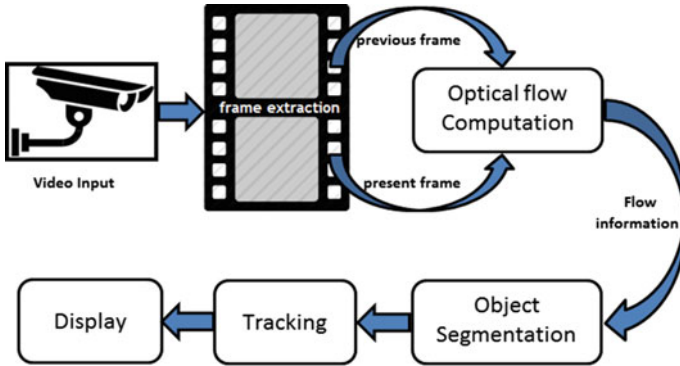 previous frame
frame extraction
Optical flow
Computation
Video Input
present frame
Flow
information
Display
Tracking
Object
Segmentation